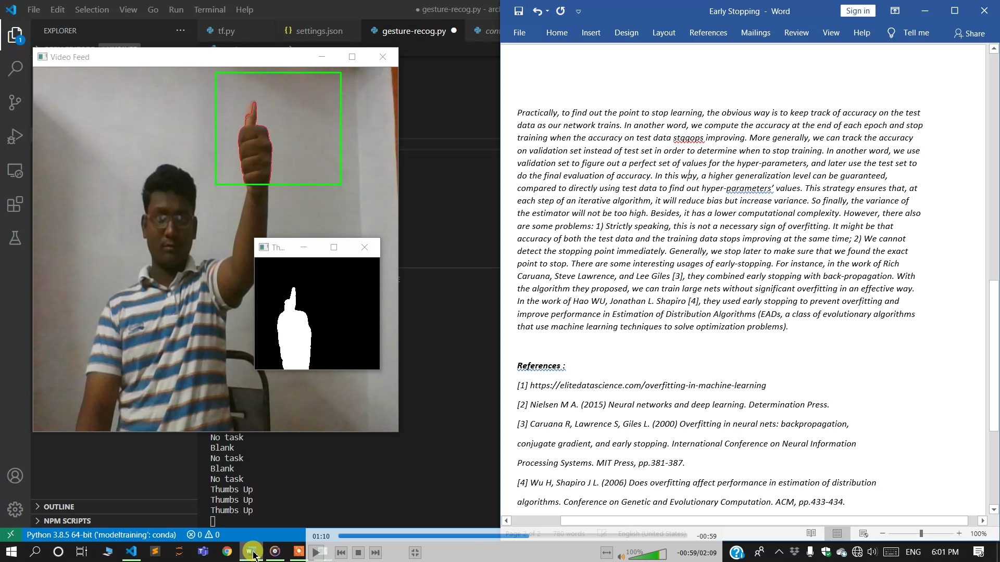 File Edit Selection View Go Run Terminal Help
● gesture-recog.py - arc
EXPLORER ...
tf.py
{} settings.json
gesture-recog.py ●
1
Video Feed
Th...
No task
Blank
No task
Blank
No task
Thumbs Up
Thumbs Up
Thumbs Up
OUTLINE
NPM SCRIPTS
Python 3.8.5 64-bit ('modeltraining': conda) 0 0
Early Stopping - Word
Sign in
File Home Insert Design Layout References Mailings Review View Help Tell me Share
Practically, to find out the point to stop learning, the obvious way is to keep track of accuracy on the test
data as our network trains. In another word, we compute the accuracy at the end of each epoch and stop
training when the accuracy on test data stqqops improving. More generally, we can track the accuracy
on validation set instead of test set in order to determine when to stop training. In another word, we use
validation set to figure out a perfect set of values for the hyper-parameters, and later use the test set to
do the final evaluation of accuracy. In this way, a higher generalization level can be guaranteed,
compared to directly using test data to find out hyper-parameters’ values. This strategy ensures that, at
each step of an iterative algorithm, it will reduce bias but increase variance. So finally, the variance of
the estimator will not be too high. Besides, it has a lower computational complexity. However, there also
are some problems: 1) Strictly speaking, this is not a necessary sign of overfitting. It might be that
accuracy of both the test data and the training data stops improving at the same time; 2) We cannot
detect the stopping point immediately. Generally, we stop later to make sure that we found the exact
point to stop. There are some interesting usages of early-stopping. For instance, in the work of Rich
Caruana, Steve Lawrence, and Lee Giles [3], they combined early stopping with back-propagation. With
the algorithm they proposed, we can train large nets without significant overfitting in an effective way.
In the work of Hao WU, Jonathan L. Shapiro [4], they used early stopping to prevent overfitting and
improve performance in Estimation of Distribution Algorithms (EADs, a class of evolutionary algorithms
that use machine learning techniques to solve optimization problems).
References :
[1] https://elitedatascience.com/overfitting-in-machine-learning
[2] Nielsen M A. (2015) Neural networks and deep learning. Determination Press.
[3] Caruana R, Lawrence S, Giles L. (2000) Overfitting in neural nets: backpropagation,
conjugate gradient, and early stopping. International Conference on Neural Information
Processing Systems. MIT Press, pp.381-387.
[4] Wu H, Shapiro J L. (2006) Does overfitting affect performance in estimation of distribution
algorithms. Conference on Genetic and Evolutionary Computation. ACM, pp.433-434.
Page 2 of 2 780 words English (United States) 100%
01:10 -00:59
100% -00:59/02:09
ENG 6:01 PM